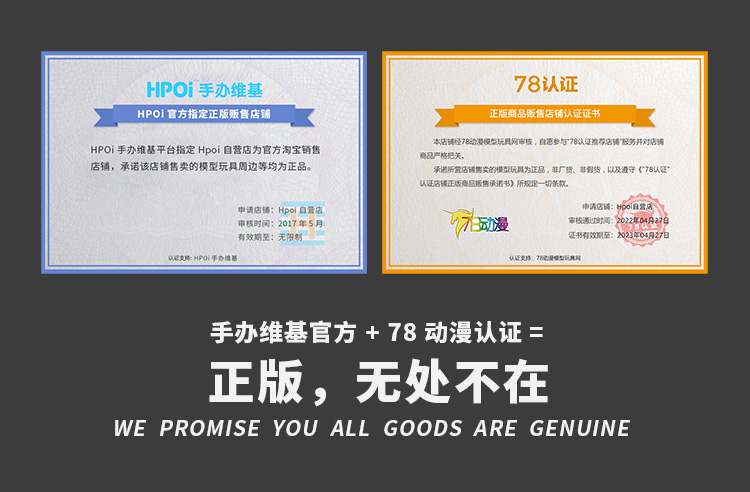 HPOi 手办维基
HPOi 官方指定正版贩售店铺
HPOi 手办维基平台指定 Hpoi 自营店为官方淘宝销售
店铺，承诺该店铺售卖的模型玩具周边等均为正品。
申请店铺：Hpoi 自营店
审核时间：2017 年 5 月
有效期至：无限制
认证支持：HPOi 手办维基
78认证
正版商品贩售店铺认证证书
本店铺经78动漫模型玩具网审核，自愿参与"78认证推荐店铺"服务并对店铺
商品严格把关。
承诺所营店铺售卖的模型玩具为正品，非厂货、非假货，以及遵守《"78认证"
认证店铺正版商品贩售承诺书》所规定一切条款。
78动漫
申请店铺：Hpoi自营店
审核通过时间：2022年04月27日
证书有效期至：2023年04月27日
78认证
认证支持：78动漫模型玩具网
手办维基官方 + 78 动漫认证 =
正版，无处不在
WE PROMISE YOU ALL GOODS ARE GENUINE